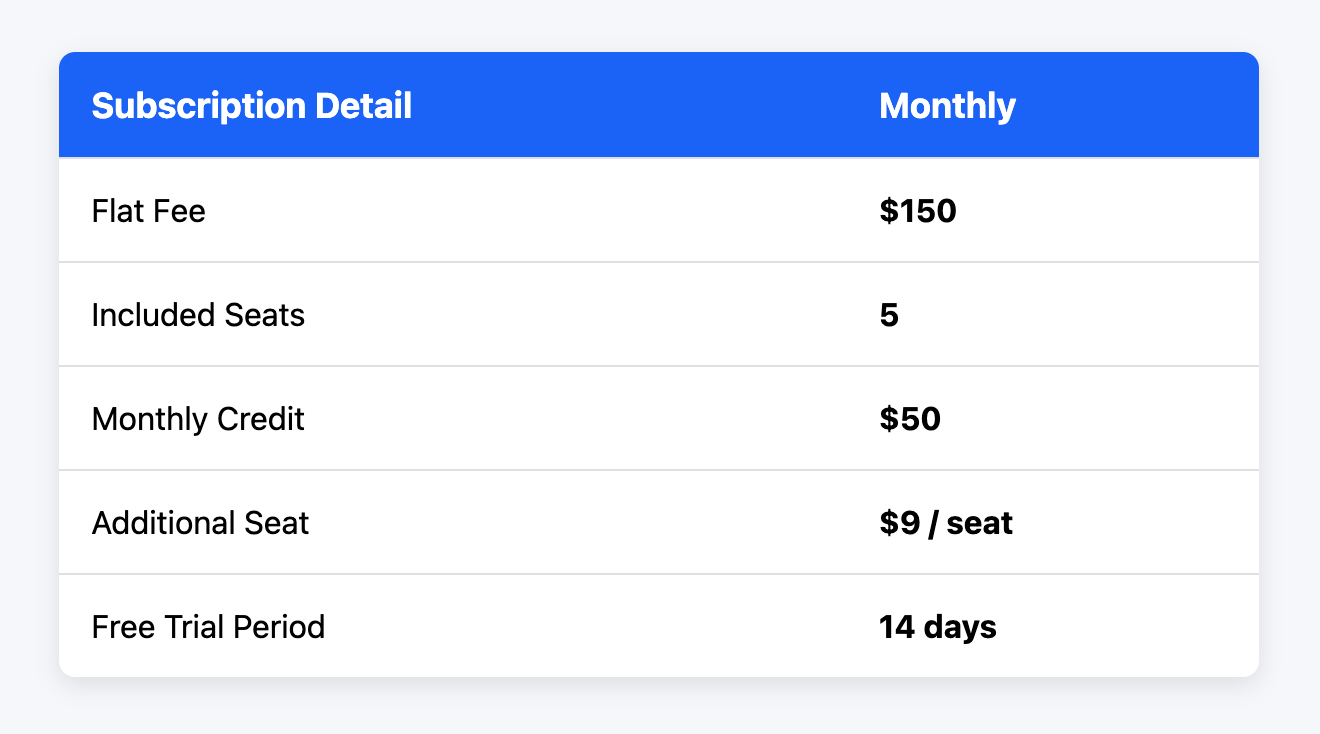 Subscription Detail Monthly
Flat Fee $150
Included Seats 5
Monthly Credit $50
Additional Seat $9 / seat
Free Trial Period 14 days